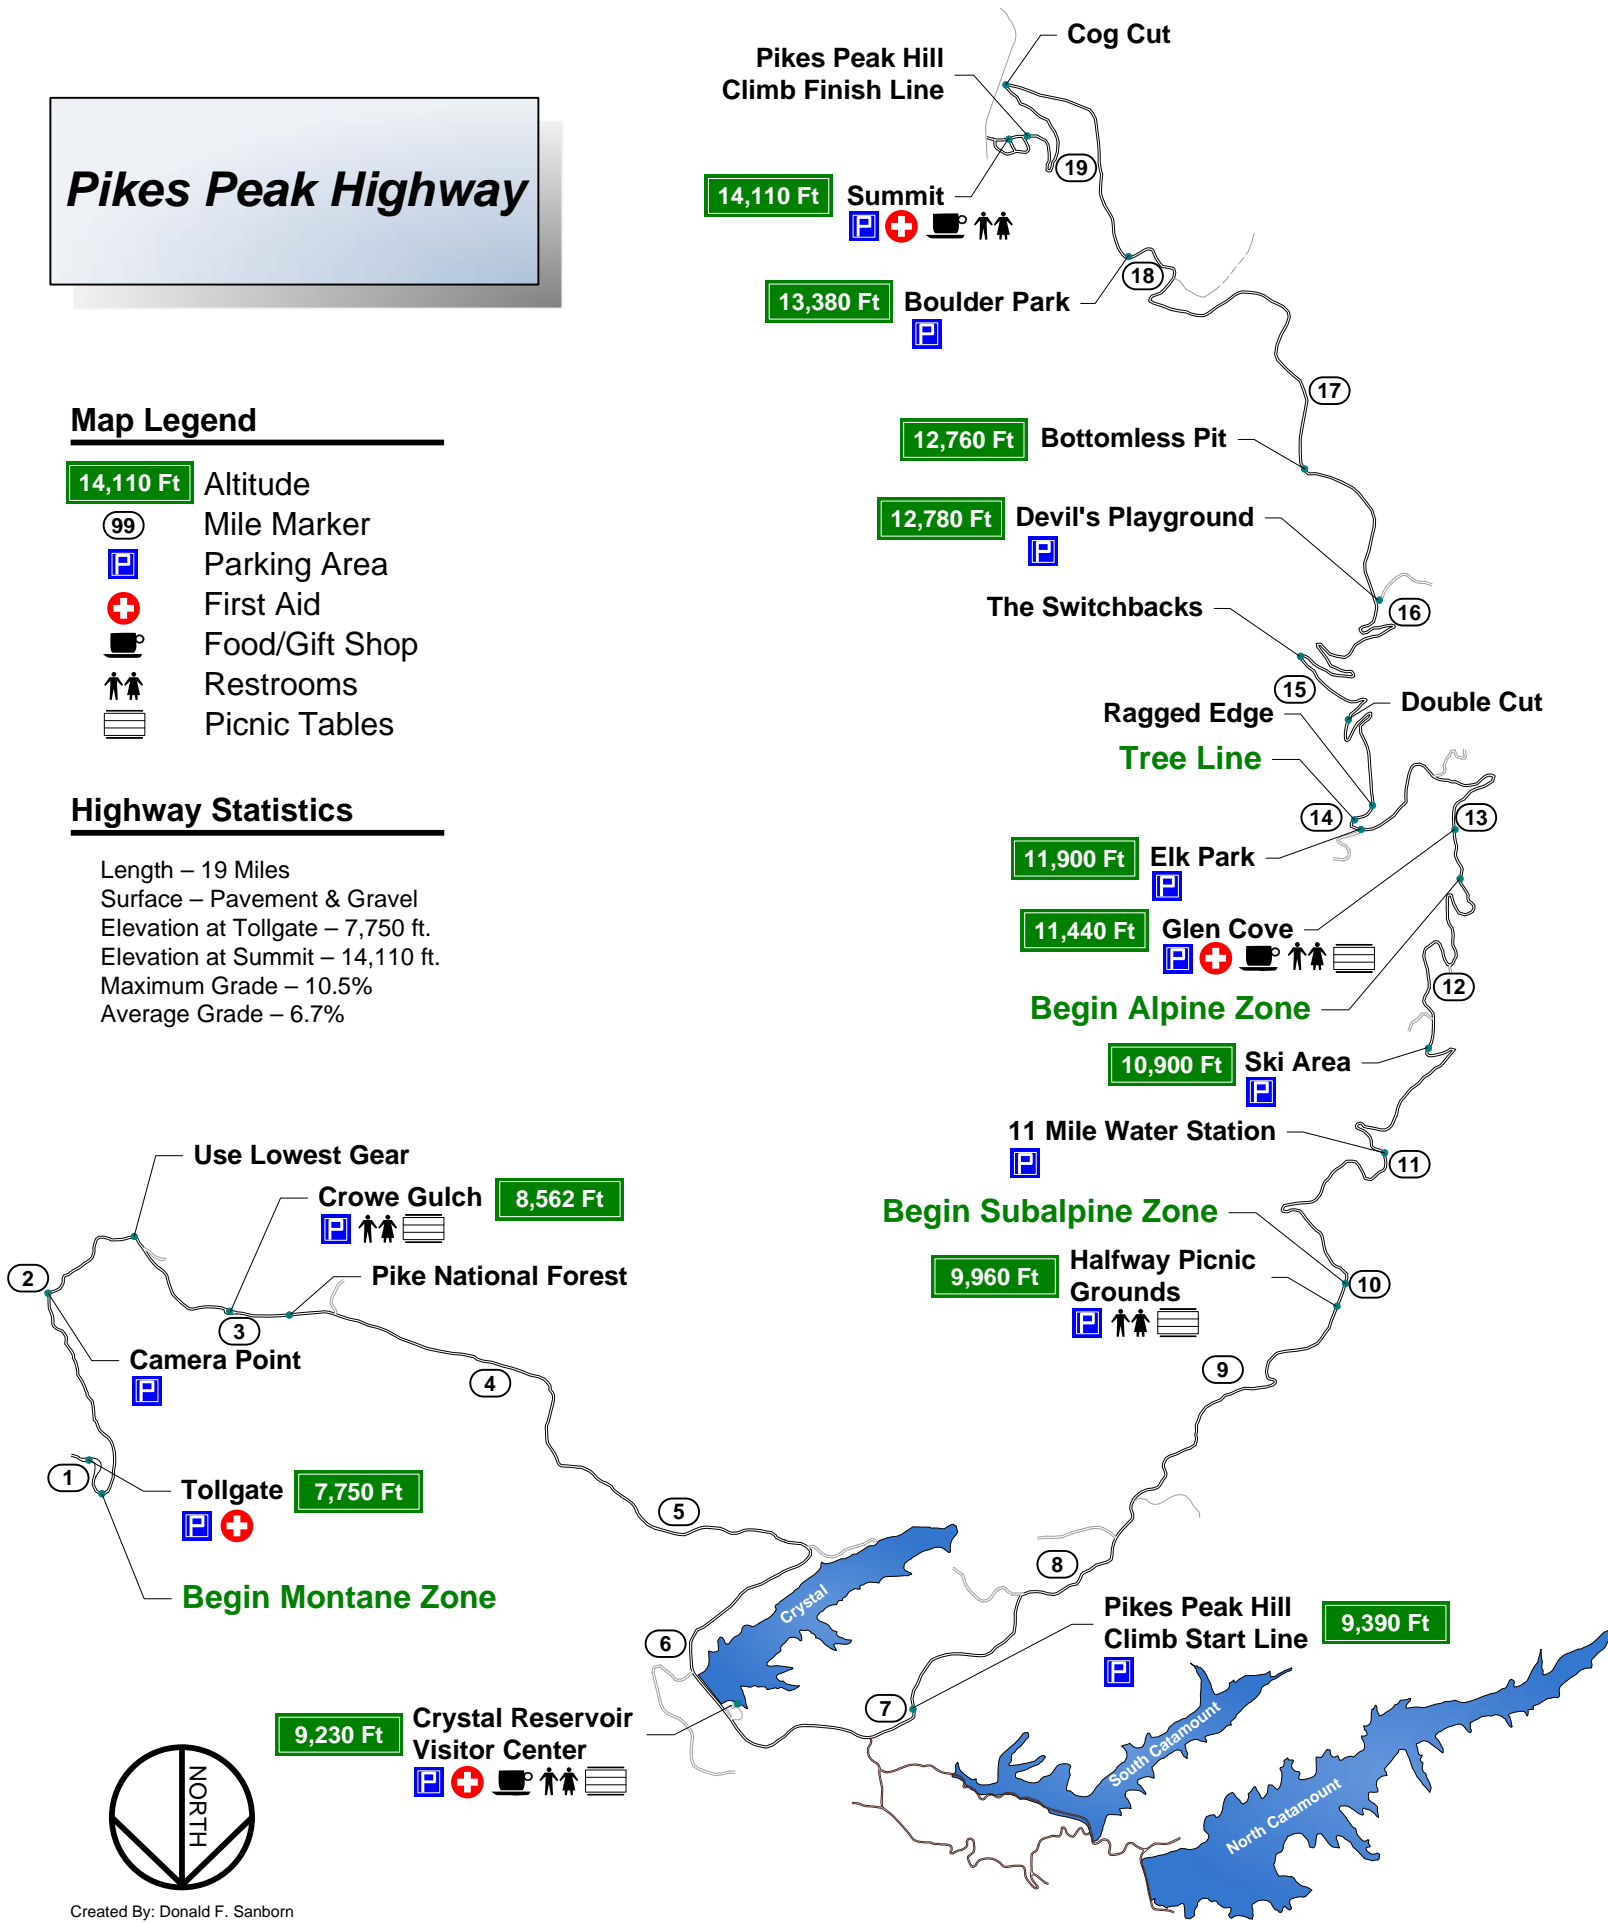 Pikes Peak Highway
Map Legend
14,110 Ft Altitude
99 Mile Marker
P Parking Area
First Aid
Food/Gift Shop
Restrooms
Picnic Tables
Highway Statistics
Length – 19 Miles
Surface – Pavement & Gravel
Elevation at Tollgate – 7,750 ft.
Elevation at Summit – 14,110 ft.
Maximum Grade – 10.5%
Average Grade – 6.7%
Cog Cut
Pikes Peak Hill
Climb Finish Line
19
14,110 Ft Summit
P
18
13,380 Ft Boulder Park
P
17
12,760 Ft Bottomless Pit
12,780 Ft Devil's Playground
P
The Switchbacks
16
15
Double Cut
Ragged Edge
Tree Line
14
13
11,900 Ft Elk Park
P
11,440 Ft Glen Cove
P
12
Begin Alpine Zone
10,900 Ft Ski Area
P
11 Mile Water Station
P
11
Begin Subalpine Zone
9,960 Ft Halfway Picnic
Grounds
P
10
9
Use Lowest Gear
Crowe Gulch 8,562 Ft
P
2
Pike National Forest
3
Camera Point
P
4
1
Tollgate 7,750 Ft
P
5
Begin Montane Zone
8
Crystal
6
Pikes Peak Hill
Climb Start Line
9,390 Ft
P
7
9,230 Ft Crystal Reservoir
Visitor Center
P
South Catamount
North Catamount
NORTH
Created By: Donald F. Sanborn